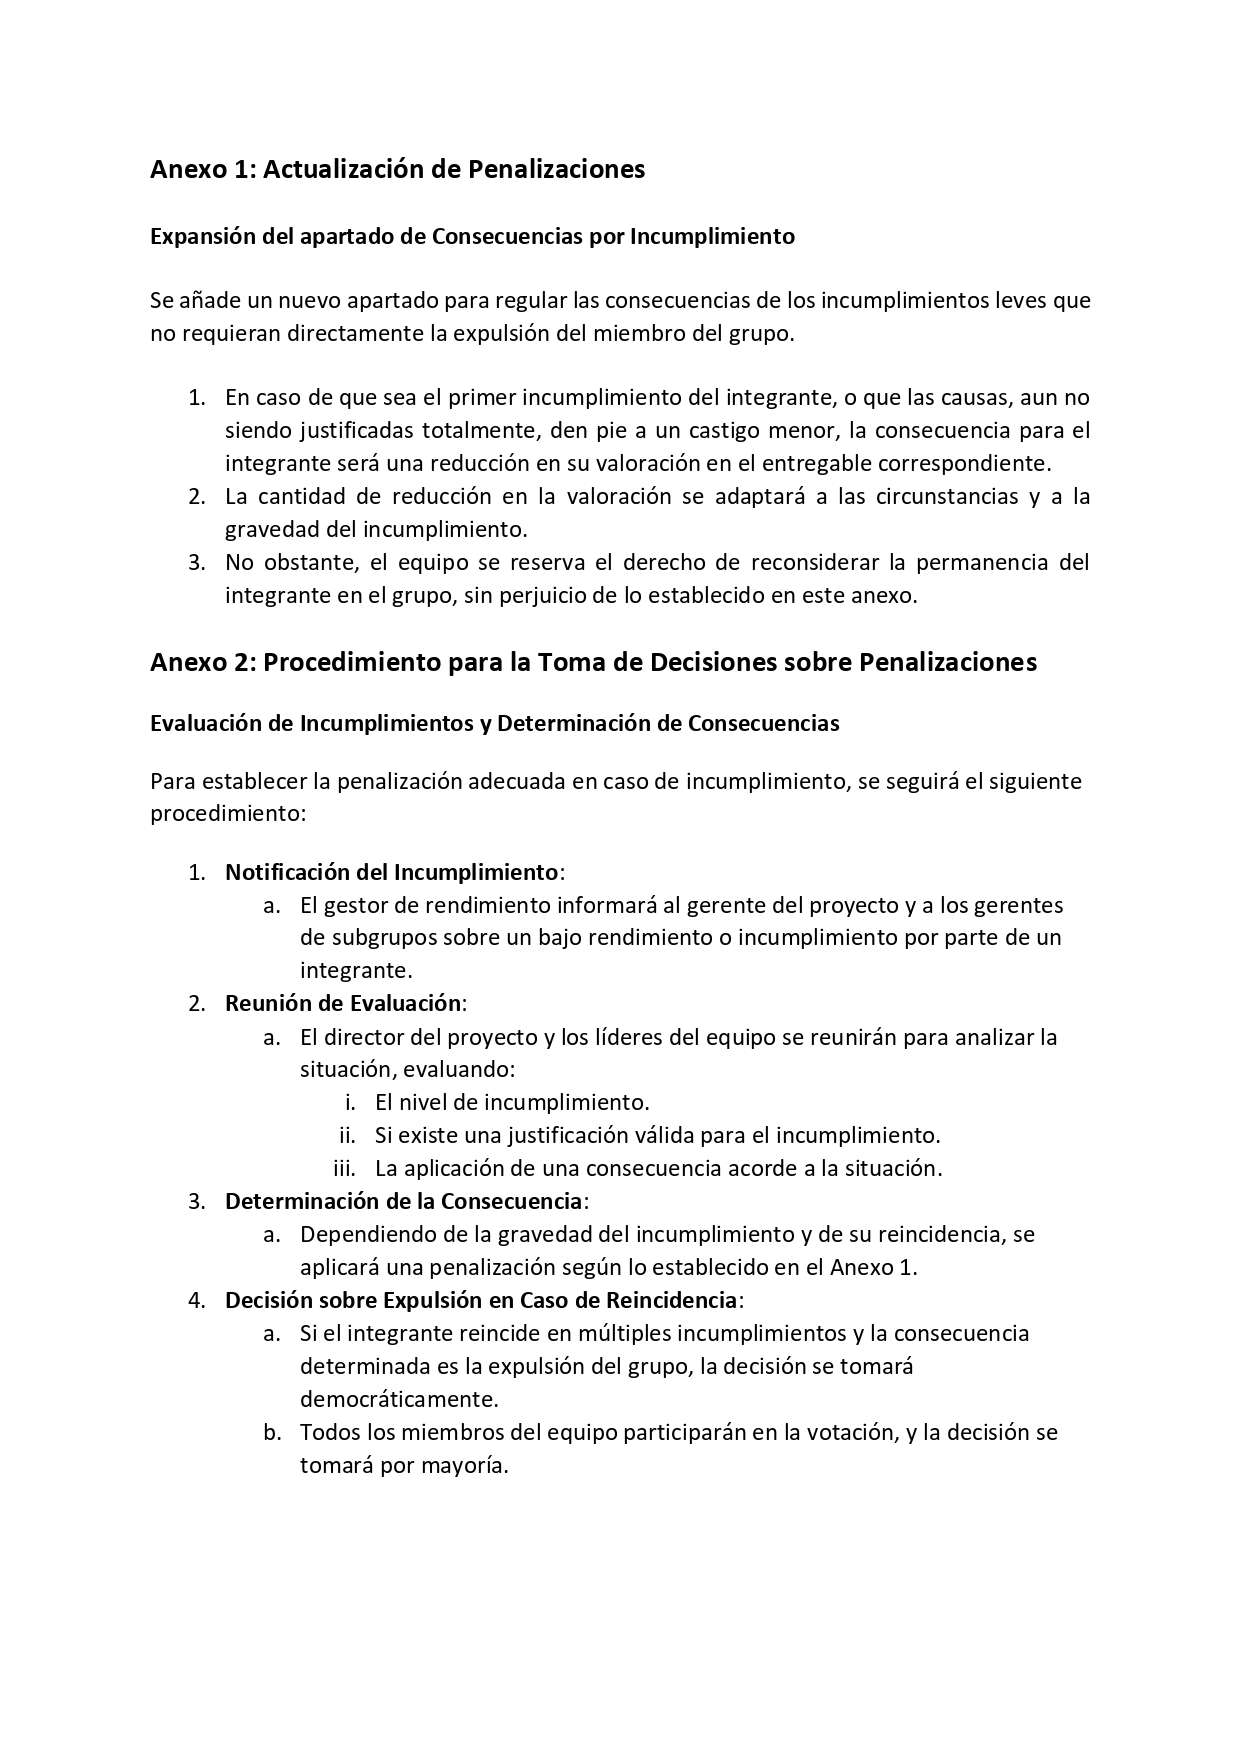 Anexo 1: Actualización de Penalizaciones
Expansión del apartado de Consecuencias por Incumplimiento
Se añade un nuevo apartado para regular las consecuencias de los incumplimientos leves que
no requieran directamente la expulsión del miembro del grupo.
1. En caso de que sea el primer incumplimiento del integrante, o que las causas, aun no
siendo justificadas totalmente, den pie a un castigo menor, la consecuencia para el
integrante será una reducción en su valoración en el entregable correspondiente.
2. La cantidad de reducción en la valoración se adaptará a las circunstancias y a la
gravedad del incumplimiento.
3. No obstante, el equipo se reserva el derecho de reconsiderar la permanencia del
integrante en el grupo, sin perjuicio de lo establecido en este anexo.
Anexo 2: Procedimiento para la Toma de Decisiones sobre Penalizaciones
Evaluación de Incumplimientos y Determinación de Consecuencias
Para establecer la penalización adecuada en caso de incumplimiento, se seguirá el siguiente
procedimiento:
1. Notificación del Incumplimiento:
a. El gestor de rendimiento informará al gerente del proyecto y a los gerentes
de subgrupos sobre un bajo rendimiento o incumplimiento por parte de un
integrante.
2. Reunión de Evaluación:
a. El director del proyecto y los líderes del equipo se reunirán para analizar la
situación, evaluando:
i. El nivel de incumplimiento.
ii. Si existe una justificación válida para el incumplimiento.
iii. La aplicación de una consecuencia acorde a la situación.
3. Determinación de la Consecuencia:
a. Dependiendo de la gravedad del incumplimiento y de su reincidencia, se
aplicará una penalización según lo establecido en el Anexo 1.
4. Decisión sobre Expulsión en Caso de Reincidencia:
a. Si el integrante reincide en múltiples incumplimientos y la consecuencia
determinada es la expulsión del grupo, la decisión se tomará
democráticamente.
b. Todos los miembros del equipo participarán en la votación, y la decisión se
tomará por mayoría.